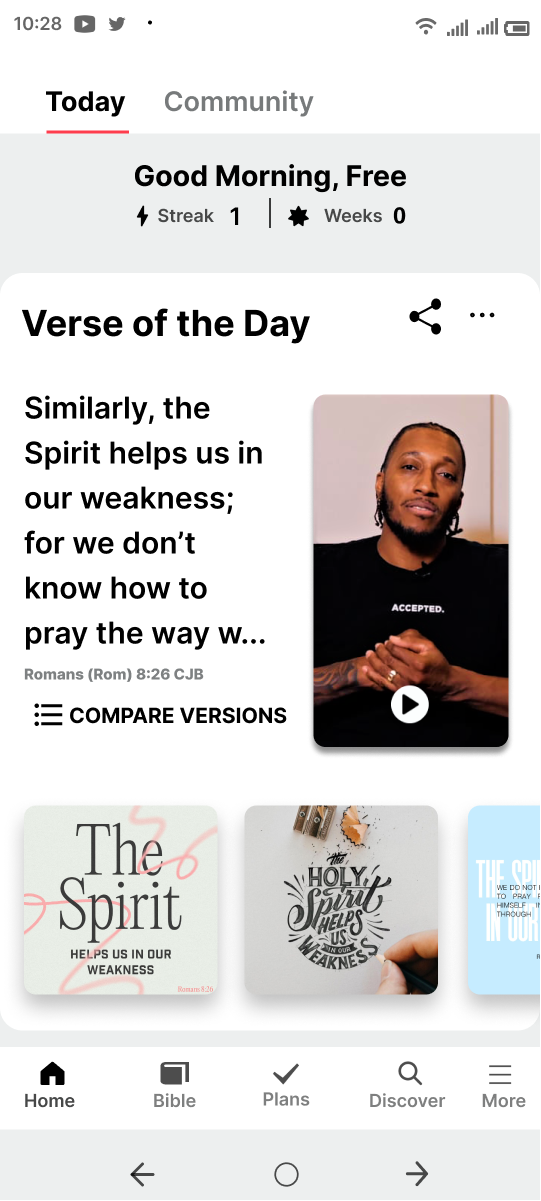 10:28
Today Community
Good Morning, Free
Streak 1 Weeks 0
Verse of the Day
Similarly, the
Spirit helps us in
our weakness;
for we don’t
know how to
pray the way w...
Romans (Rom) 8:26 CJB
COMPARE VERSIONS
ACCEPTED.
The
Spirit
HELPS US IN OUR
WEAKNESS
Romans 8:26
the
HOLY
Spirit
HELPS
US
IN OUR
WEAKNESS
THE SPI
WE DO NOT
TO PRAY
HIMSELF IN
THROUGH
IN OUR
Home Bible Plans Discover More